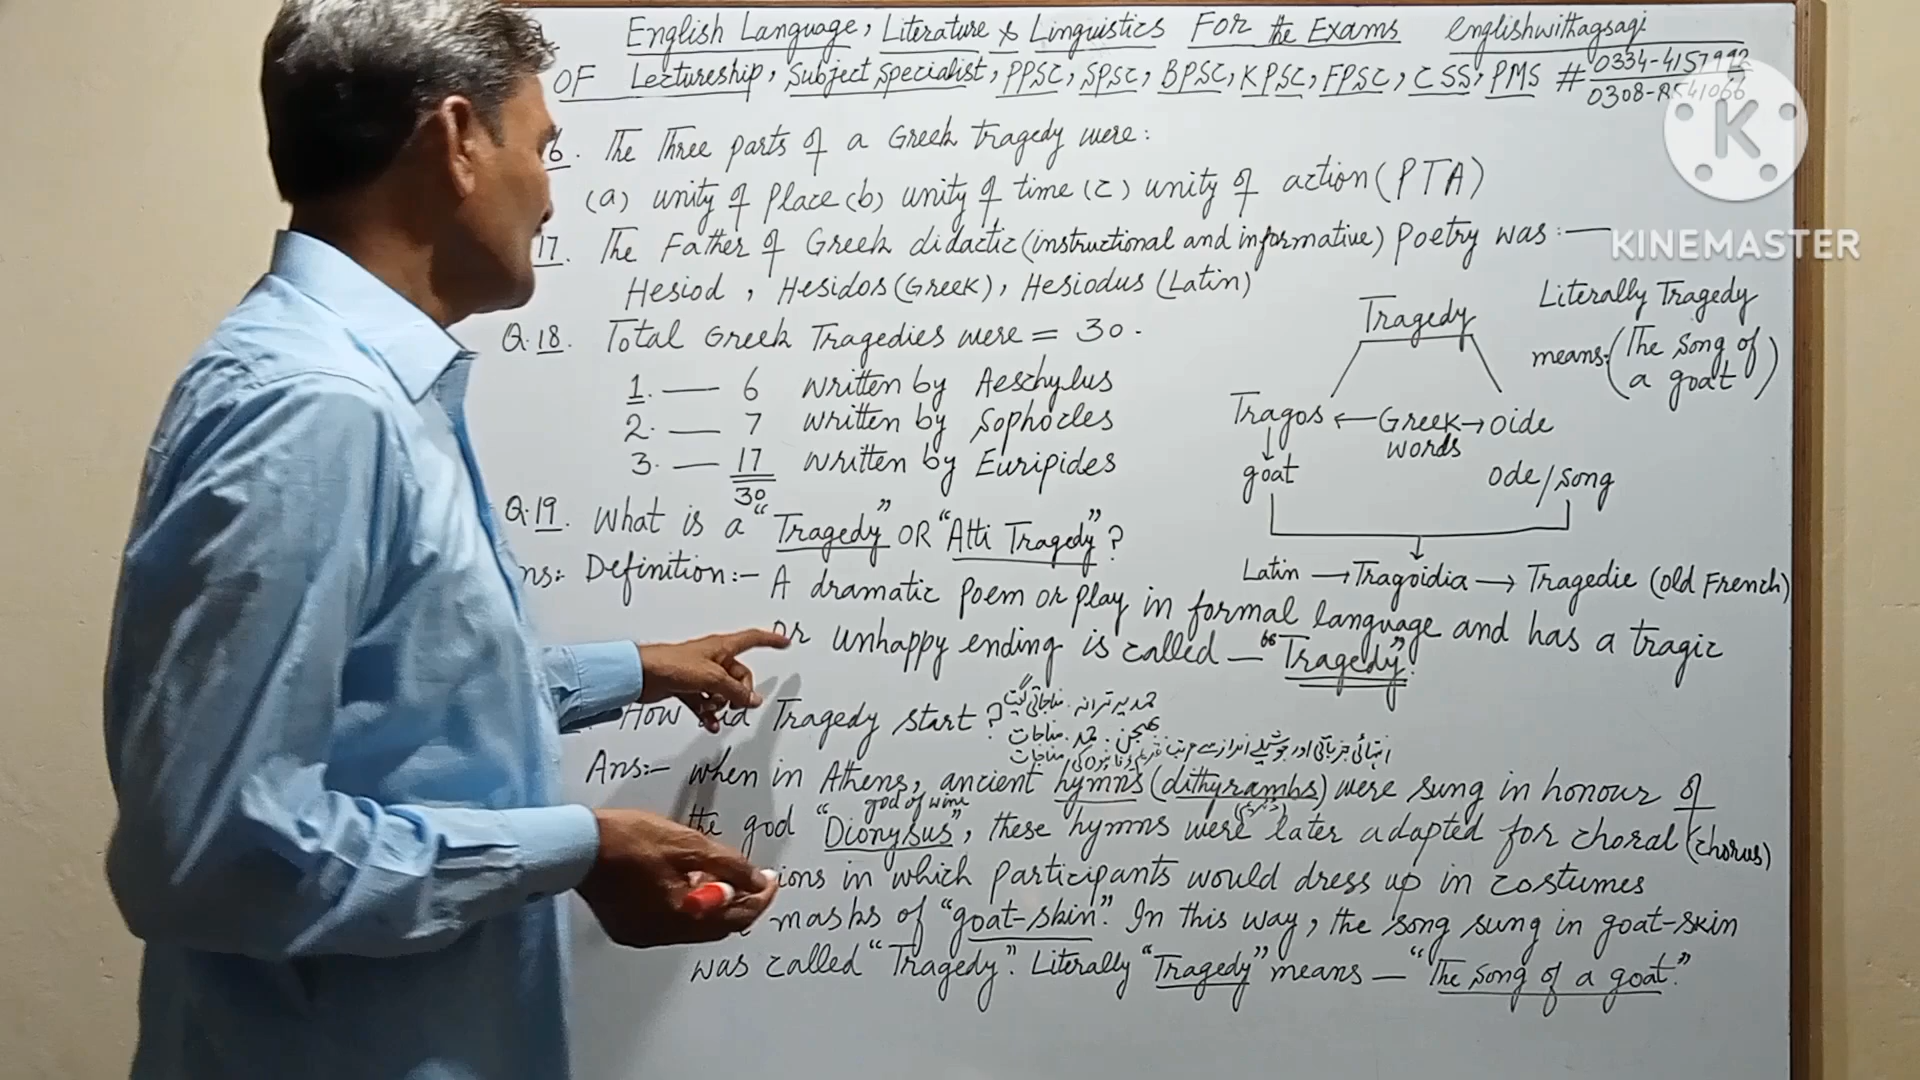 English Language, Literature & Linguistics For the Exams englishwithagsagi
OF Lectureship, Subject Specialist, PPSC, SPSC, BPSC, KPSC, FPSC, CSS, PMS # 0334-4157992
0308-8541066
K
KINEMASTER
6. The Three parts of a Greek tragedy were:
(a) unity of Place (b) unity of time (c) unity of action (PTA)
17. The Father of Greek didactic (instructional and informative) Poetry was :—
Hesiod, Hesidos (Greek), Hesiodus (Latin)
Q.18. Total Greek Tragedies were = 30.
1. — 6 written by Aeschylus
2. — 7 written by Sophocles
3. — 17 written by Euripides
30
Tragedy
Tragos ← Greek words → oide
goat
Ode/song
Latin → Tragoidia → Tragedie (old French)
Literally Tragedy
means:- (The song of
a goat)
Q.19. What is a "Tragedy" OR "Atti Tragedy"?
ns: Definition:- A dramatic poem or play in formal language and has a tragic
or unhappy ending is called — "Tragedy".
How did Tragedy start?
Ans:- when in Athens, ancient hymns (dithyrambs) were sung in honour of
god of wine
the god "Dionysus", these hymns were later adapted for choral (chorus)
ions in which participants would dress up in costumes
masks of "goat-skin". In this way, the song sung in goat-skin
was called "Tragedy". Literally "Tragedy" means — "The song of a goat."